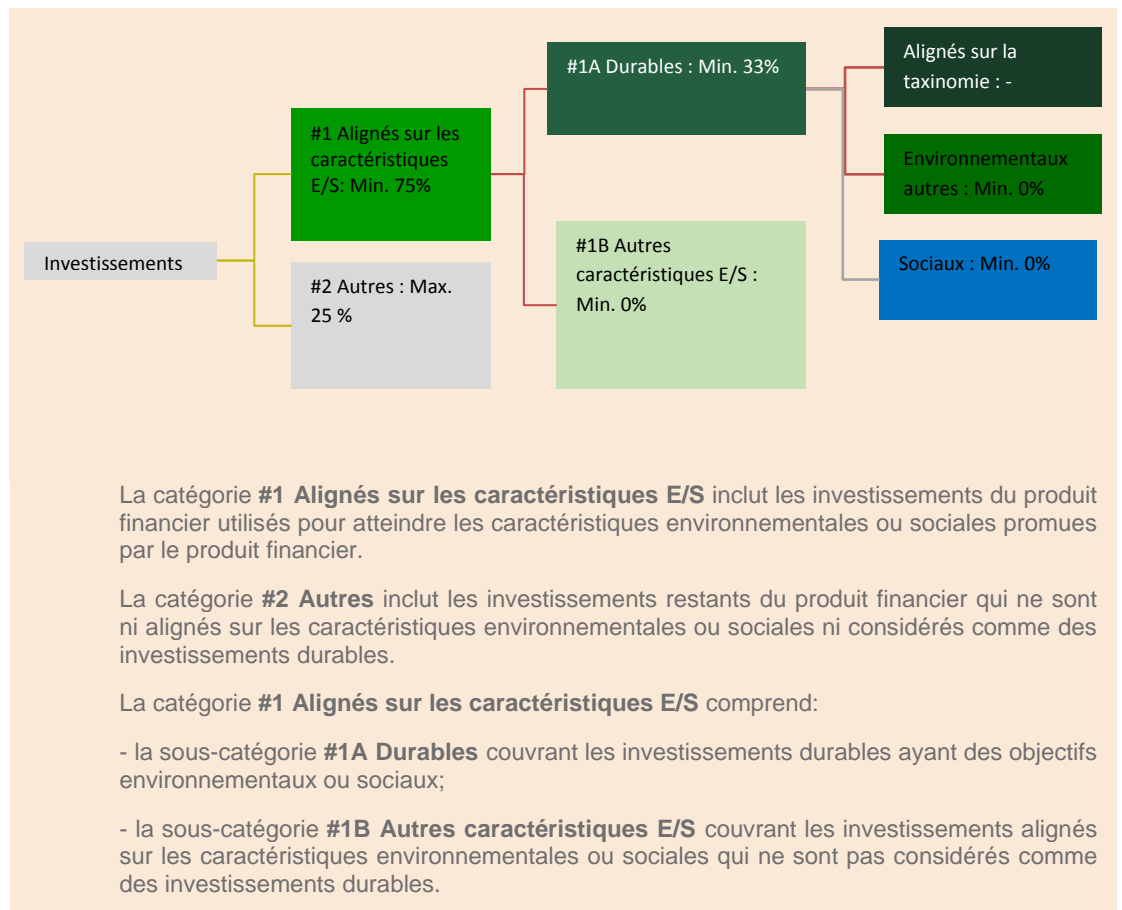 Investissements
#1 Alignés sur les
caractéristiques
E/S: Min. 75%
#2 Autres : Max.
25 %
#1A Durables : Min. 33%
#1B Autres
caractéristiques E/S :
Min. 0%
Alignés sur la
taxinomie : -
Environnementaux
autres : Min. 0%
Sociaux : Min. 0%
La catégorie #1 Alignés sur les caractéristiques E/S inclut les investissements du produit
financier utilisés pour atteindre les caractéristiques environnementales ou sociales promues
par le produit financier.
La catégorie #2 Autres inclut les investissements restants du produit financier qui ne sont
ni alignés sur les caractéristiques environnementales ou sociales ni considérés comme des
investissements durables.
La catégorie #1 Alignés sur les caractéristiques E/S comprend:
- la sous-catégorie #1A Durables couvrant les investissements durables ayant des objectifs
environnementaux ou sociaux;
- la sous-catégorie #1B Autres caractéristiques E/S couvrant les investissements alignés
sur les caractéristiques environnementales ou sociales qui ne sont pas considérés comme
des investissements durables.